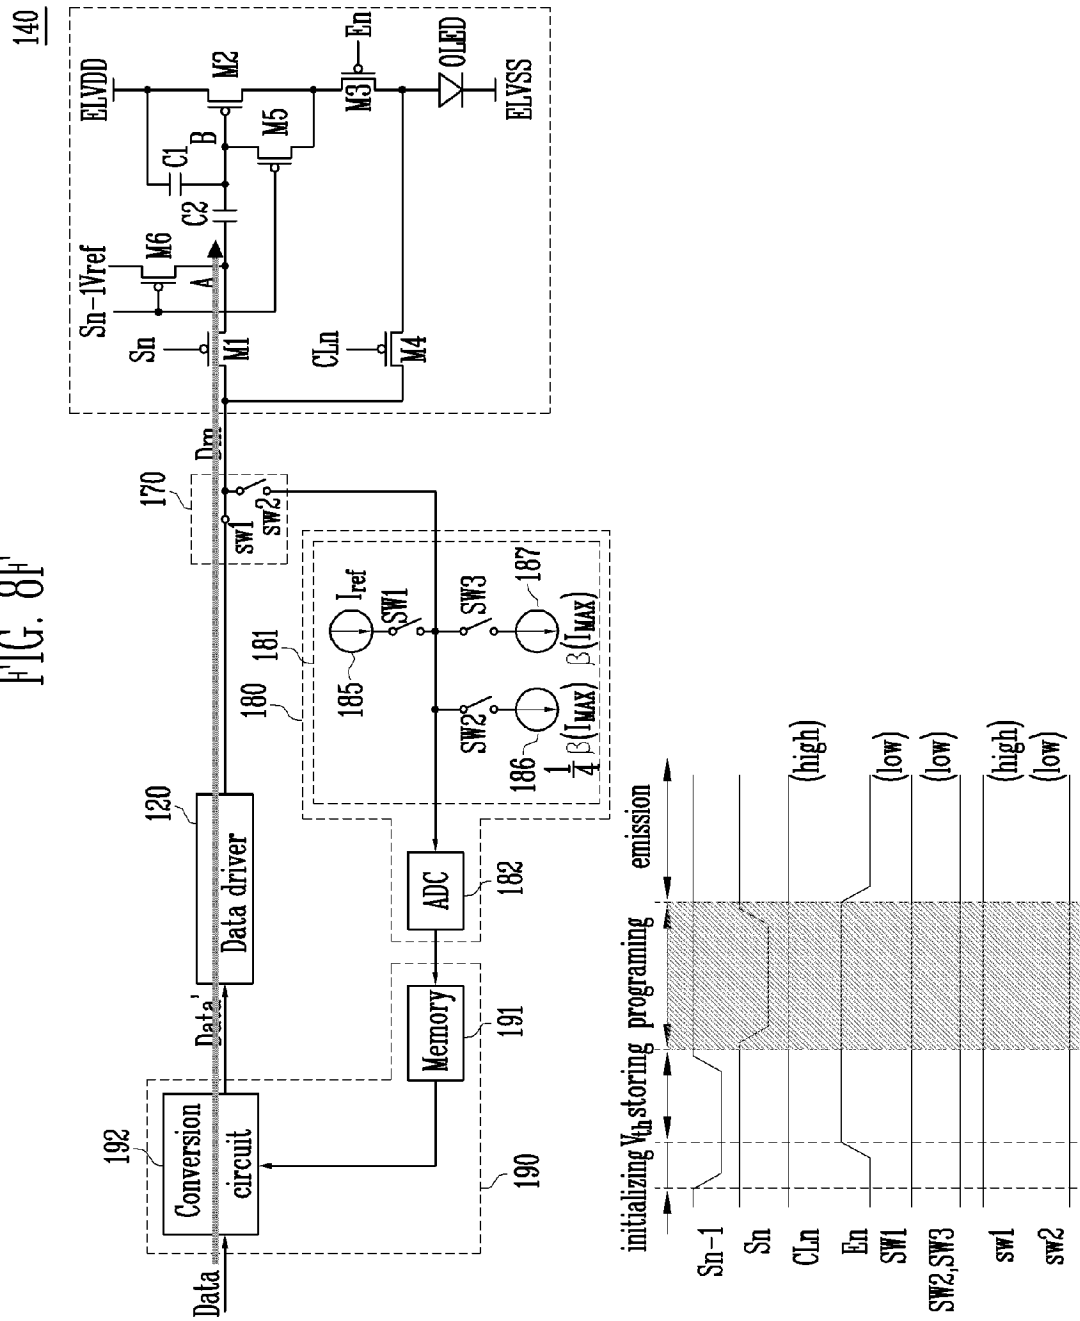 FIG. 8F
140
ELVDD
M2
B
C1
C2
M5
M3
En
OLED
ELVSS
Sn-1
Vref
M6
A
Sn
M1
CLn
M4
Dm
170
sw1
sw2
180
181
185
Iref
SW1
SW2
SW3
186
187
1/4 β(IMAX)
β(IMAX)
120
Data driver
ADC
182
Data'
Memory
191
192
Conversion
circuit
190
Data
initializing
Vth storing
programing
emission
Sn-1
Sn
CLn
(high)
En
SW1
(low)
SW2,SW3
(low)
sw1
(high)
sw2
(low)